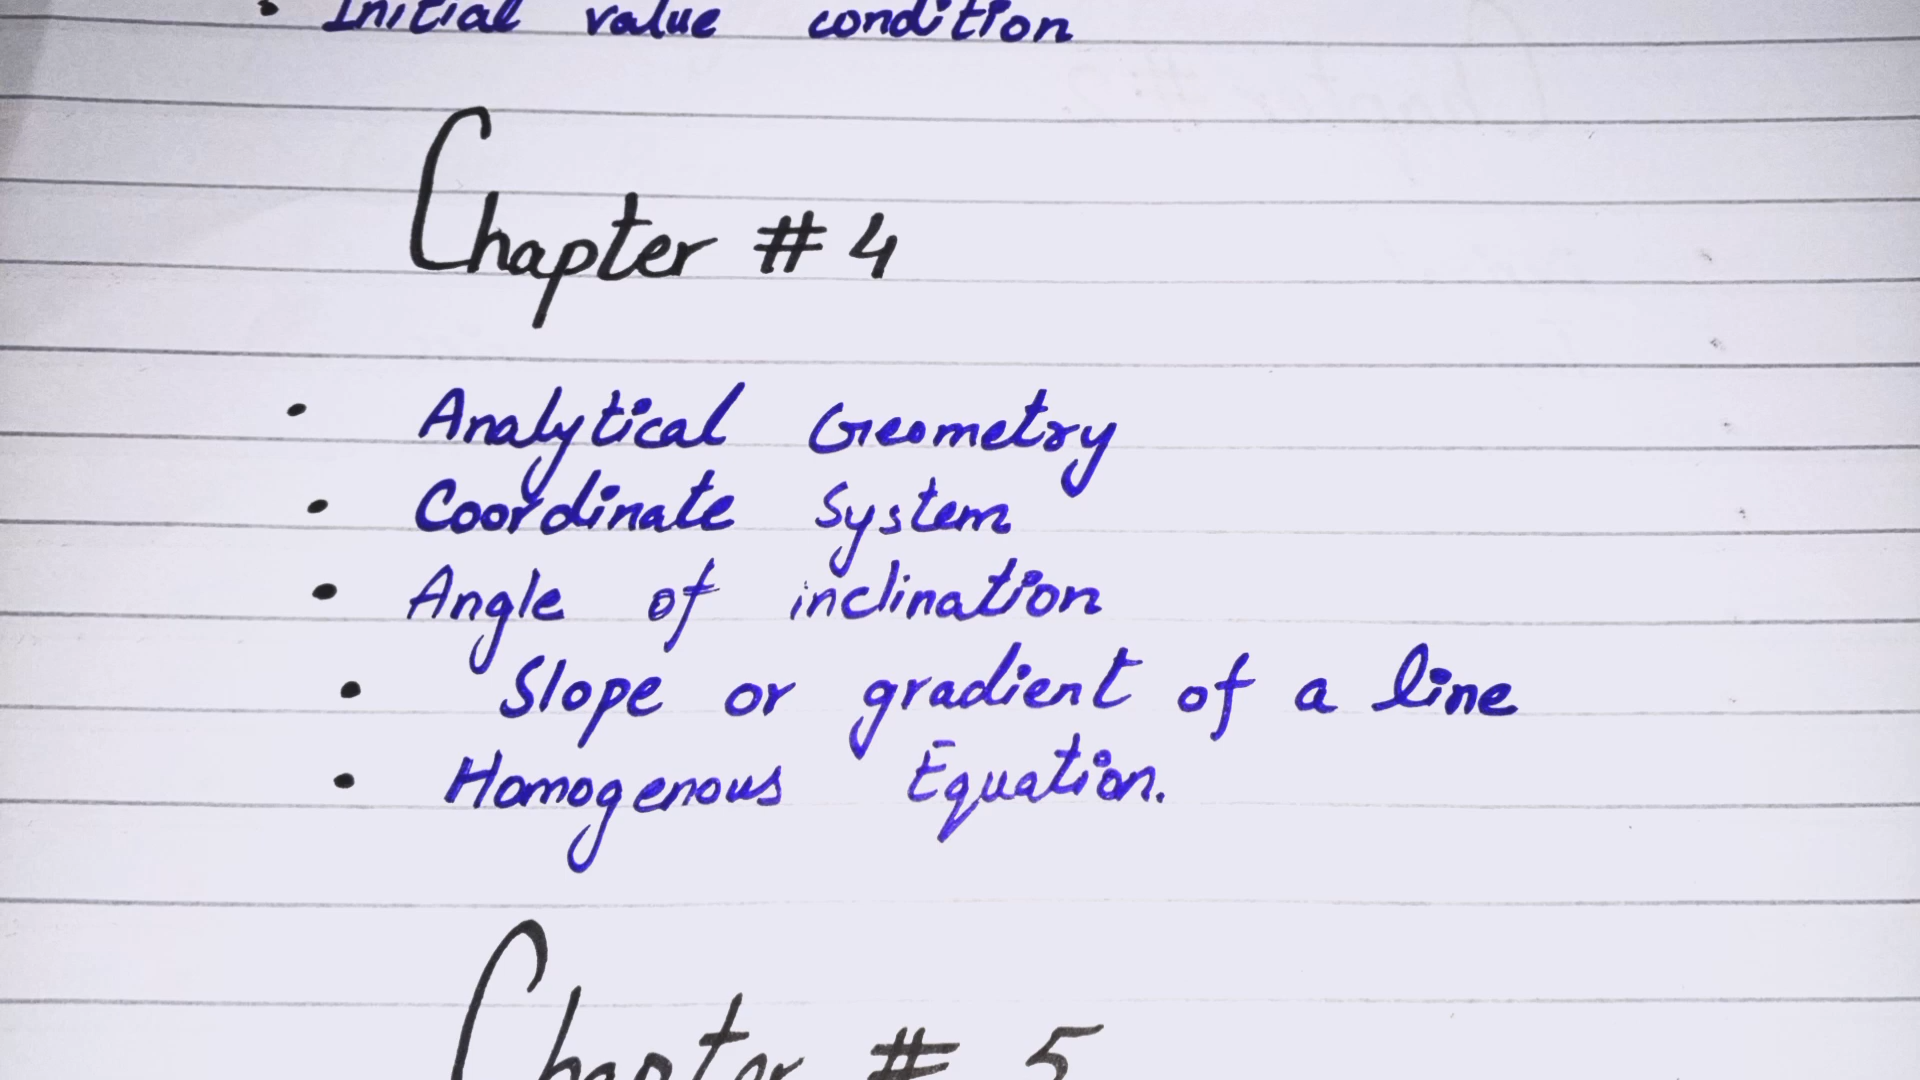 • Initial value condition
Chapter # 4
• Analytical Geometry
• Coordinate System
• Angle of inclination
• Slope or gradient of a line
• Homogenous Equation.
Chapter # 5